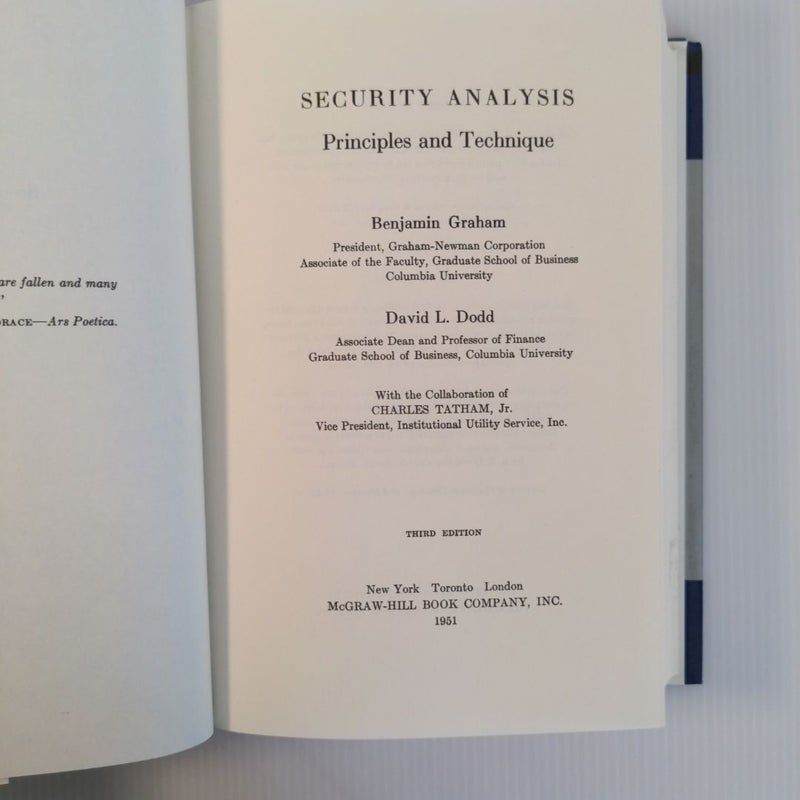 are fallen and many
"
RACE—Ars Poetica.
SECURITY ANALYSIS
Principles and Technique
Benjamin Graham
President, Graham-Newman Corporation
Associate of the Faculty, Graduate School of Business
Columbia University
David L. Dodd
Associate Dean and Professor of Finance
Graduate School of Business, Columbia University
With the Collaboration of
CHARLES TATHAM, Jr.
Vice President, Institutional Utility Service, Inc.
THIRD EDITION
New York Toronto London
McGRAW-HILL BOOK COMPANY, INC.
1951